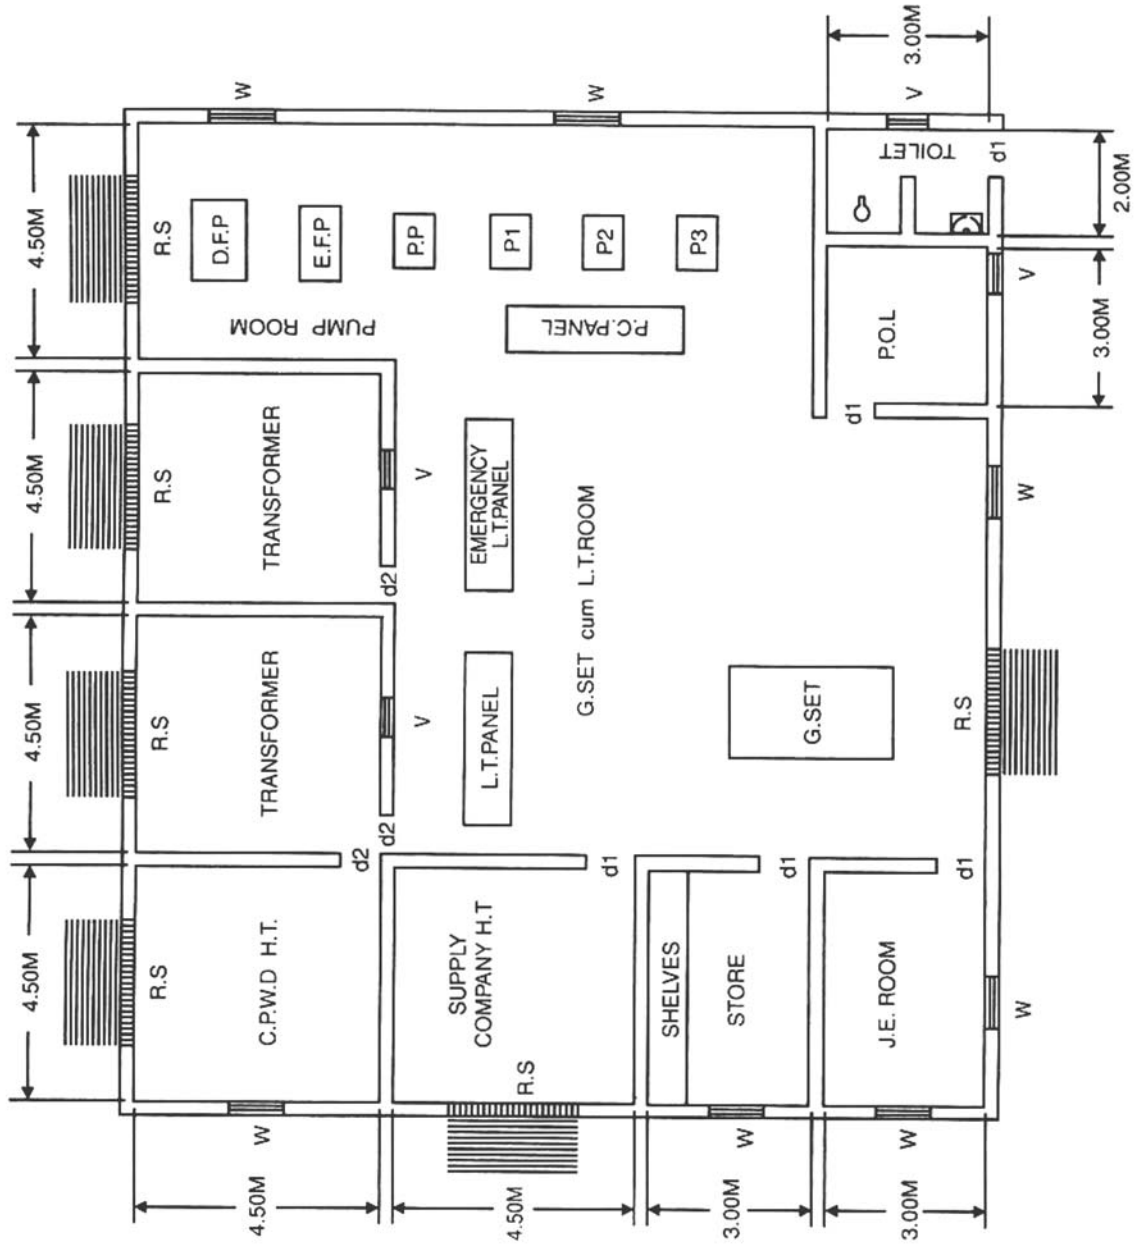 4.50M
4.50M
4.50M
4.50M
R.S
R.S
R.S
R.S
W
W
W
V
3.00M
2.00M
3.00M
D.F.P
E.F.P
P.P
P1
P2
P3
PUMP ROOM
P.C.PANEL
TOILET
d1
P.O.L
d1
V
W
TRANSFORMER
d2
V
TRANSFORMER
d2
V
EMERGENCY
L.T.PANEL
L.T.PANEL
G.SET cum L.T.ROOM
G.SET
R.S
C.P.W.D H.T.
d2
SUPPLY
COMPANY H.T
d1
R.S
SHELVES
STORE
d1
J.E. ROOM
d1
W
W
W
4.50M
4.50M
3.00M
3.00M